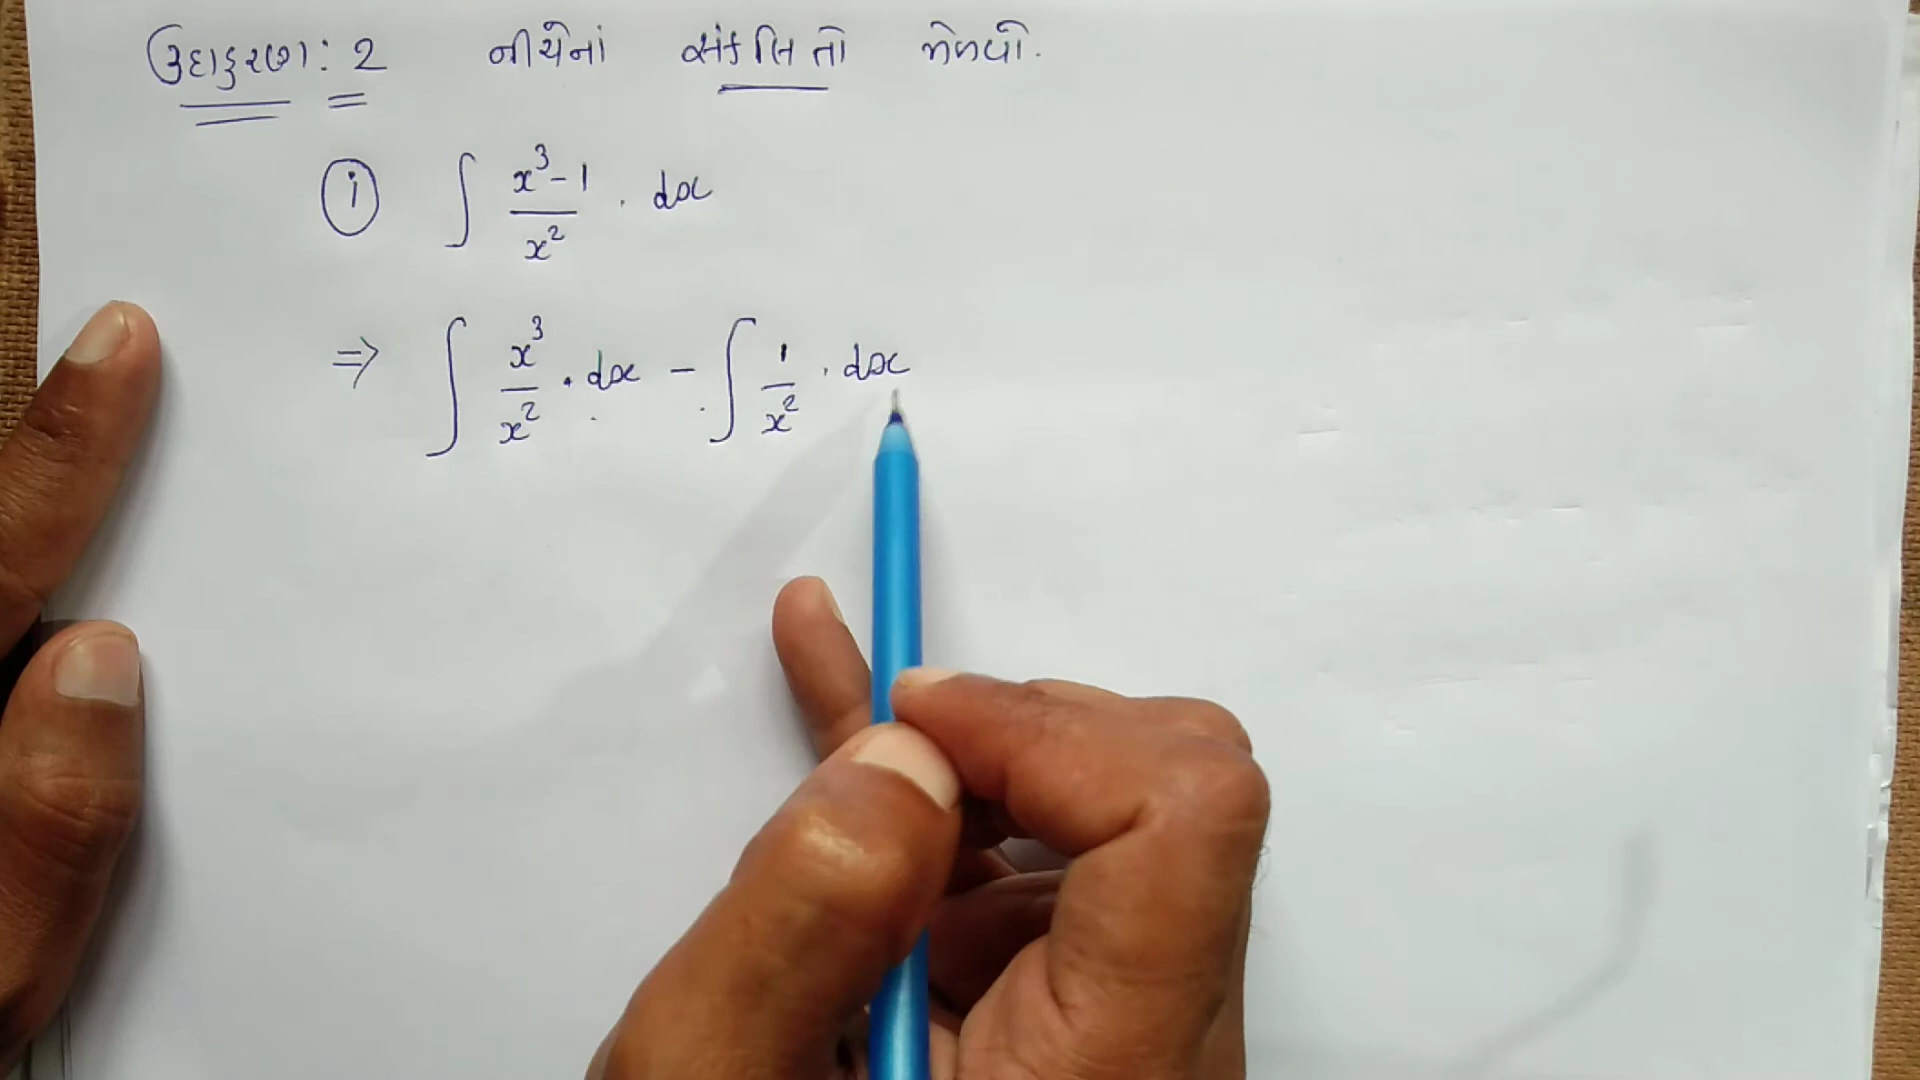 ઉદાહરણ : 2 નીચેનાં સંકલિતો મેળવો.
(i) ∫ (x³-1)/x² . dx
⇒ ∫ x³/x² . dx - ∫ 1/x² . dx